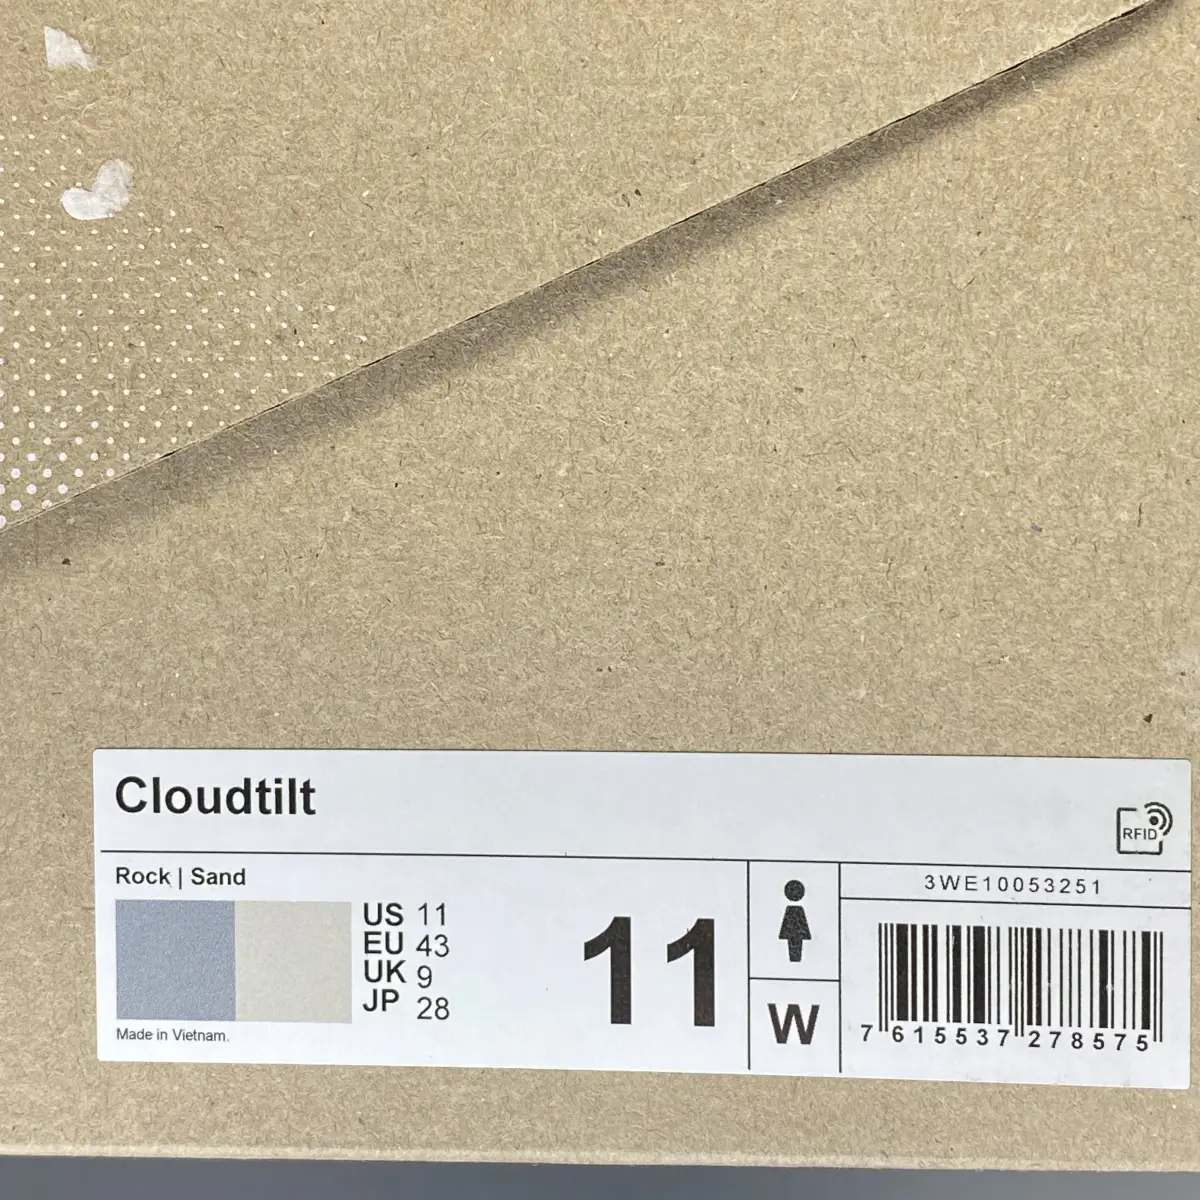 Cloudtilt
RFID
Rock | Sand
US 11
EU 43
UK 9
JP 28
Made in Vietnam.
11
W
3WE10053251
7 615537 278575